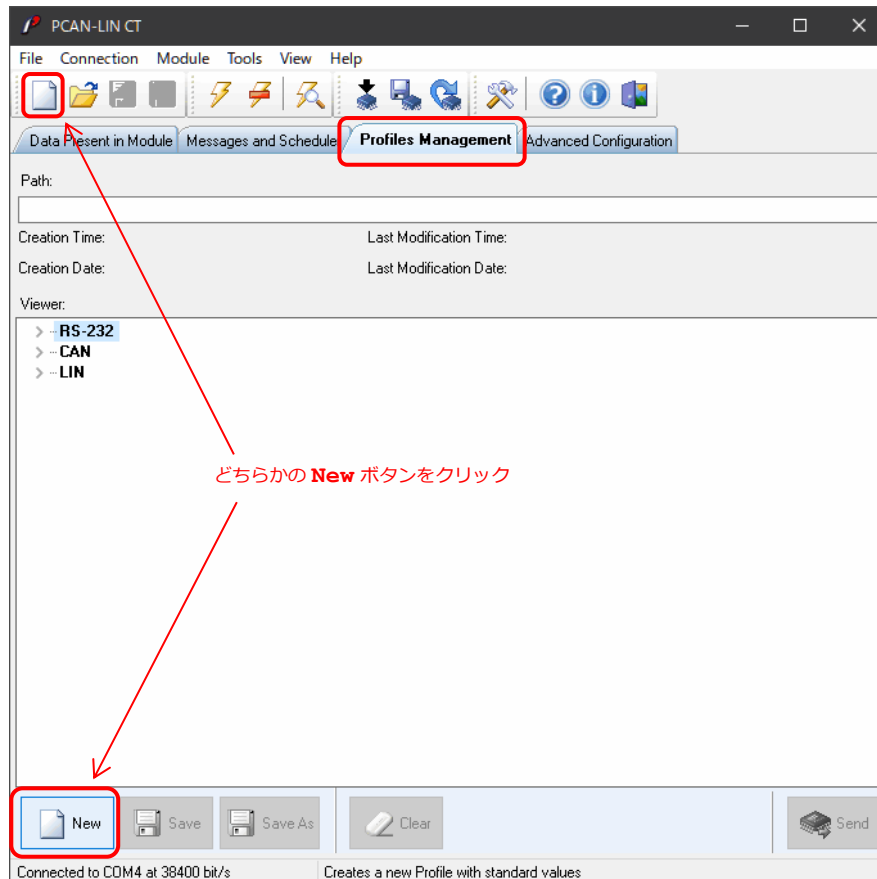 PCAN-LIN CT
File Connection Module Tools View Help
Data Present in Module Messages and Schedule Profiles Management Advanced Configuration
Path:
Creation Time: Last Modification Time:
Creation Date: Last Modification Date:
Viewer:
RS-232
CAN
LIN
どちらかの New ボタンをクリック
New Save Save As Clear Send
Connected to COM4 at 38400 bit/s Creates a new Profile with standard values